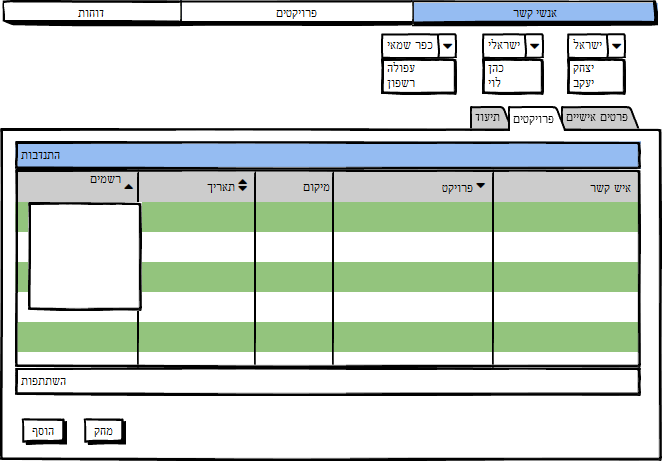 אנשי קשר
פרויקטים
דוחות
ישראל
ישראלי
כפר שמאי
יצחק
יעקב
כהן
לוי
עפולה
רשפון
פרטים אישיים
פרויקטים
תיעוד
התנדבות
איש קשר
פרויקט
מיקום
תאריך
רשמים
השתתפות
מחק
הוסף